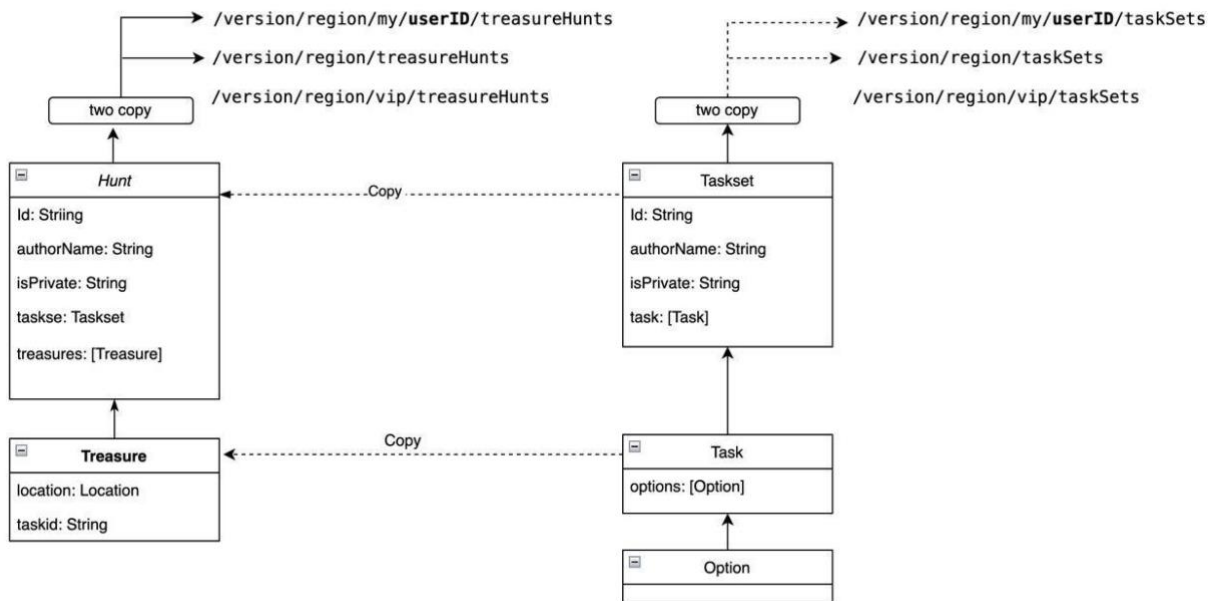 /version/region/my/userID/treasureHunts
/version/region/treasureHunts
/version/region/vip/treasureHunts
two copy
Hunt
Id: Striing
authorName: String
isPrivate: String
taskse: Taskset
treasures: [Treasure]
Treasure
location: Location
taskid: String
Copy
Copy
/version/region/my/userID/taskSets
/version/region/taskSets
/version/region/vip/taskSets
two copy
Taskset
Id: String
authorName: String
isPrivate: String
task: [Task]
Task
options: [Option]
Option